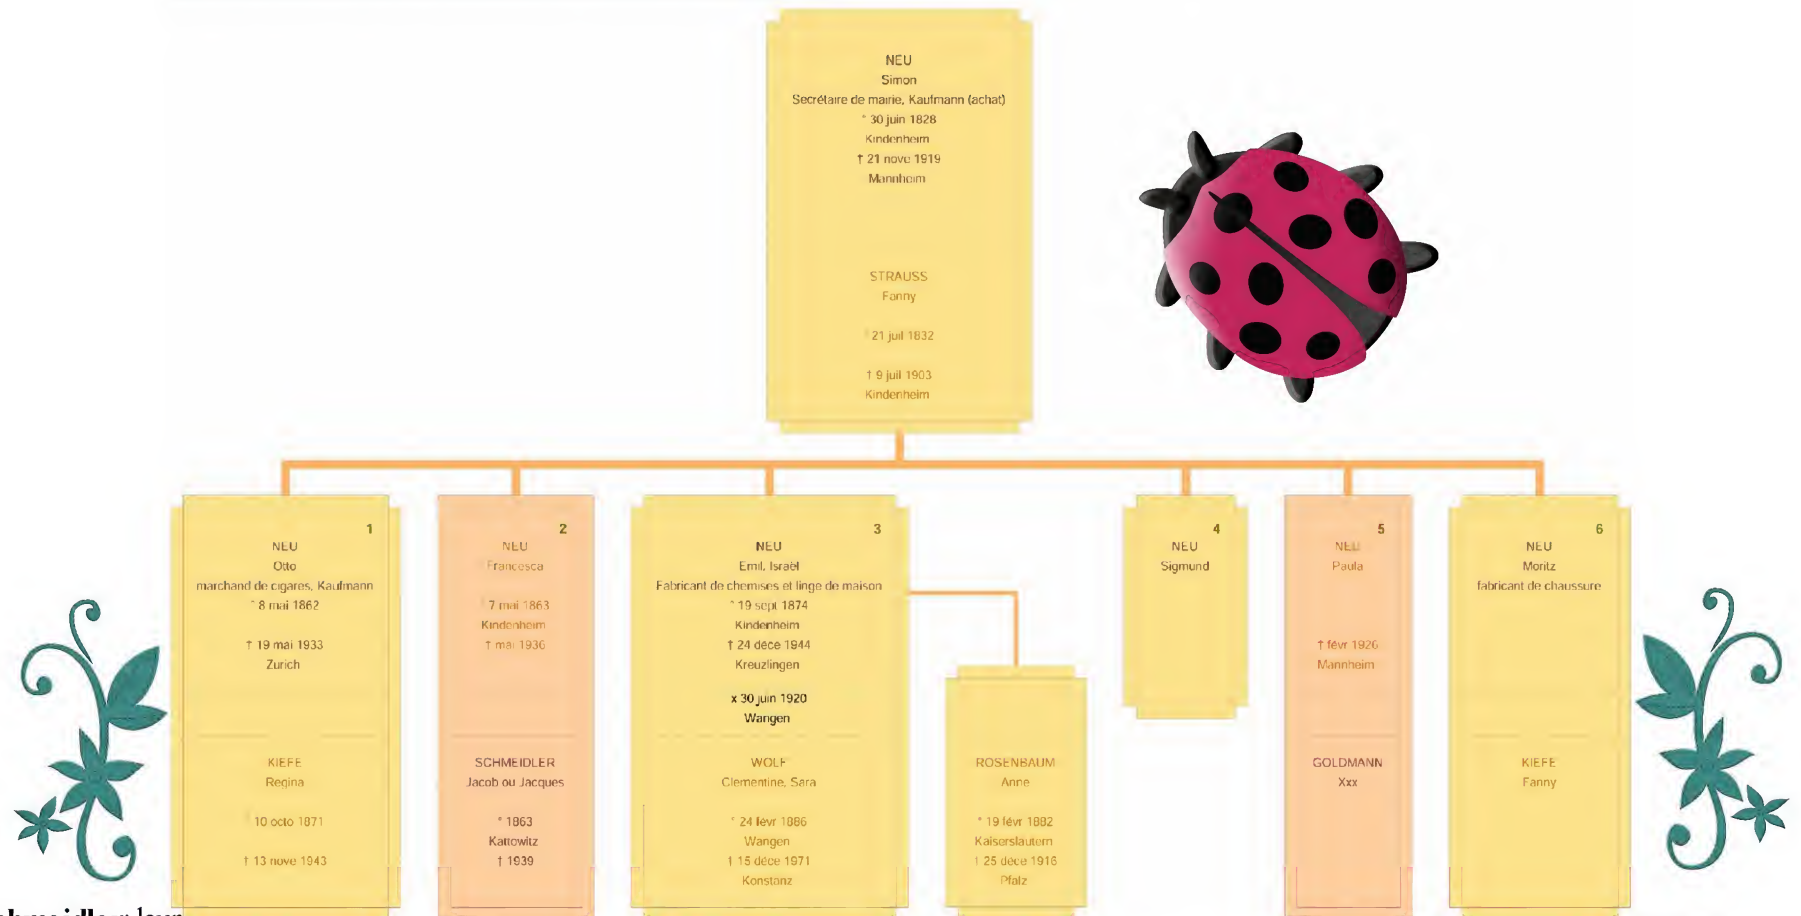 NEU
Simon
Secrétaire de mairie, Kaufmann (achat)
° 30 juin 1828
Kindenheim
† 21 nove 1919
Mannheim
STRAUSS
Fanny
° 21 juil 1832
† 9 juil 1903
Kindenheim
1
NEU
Otto
marchand de cigares, Kaufmann
° 8 mai 1862
† 19 mai 1933
Zurich
KIEFE
Regina
° 10 octo 1871
† 13 nove 1943
2
NEU
Francesca
° 7 mai 1863
Kindenheim
† mai 1936
SCHMEIDLER
Jacob ou Jacques
° 1863
Kattowitz
† 1939
3
NEU
Emil, Israël
Fabricant de chemises et linge de maison
° 19 sept 1874
Kindenheim
† 24 déce 1944
Kreuzlingen
x 30 juin 1920
Wangen
WOLF
Clementine, Sara
° 24 févr 1886
Wangen
† 15 déce 1971
Konstanz
ROSENBAUM
Anne
° 19 févr 1882
Kaiserslautern
† 25 déce 1916
Pfalz
4
NEU
Sigmund
5
NEU
Paula
† févr 1926
Mannheim
GOLDMANN
Xxx
6
NEU
Moritz
fabricant de chaussure
KIEFE
Fanny